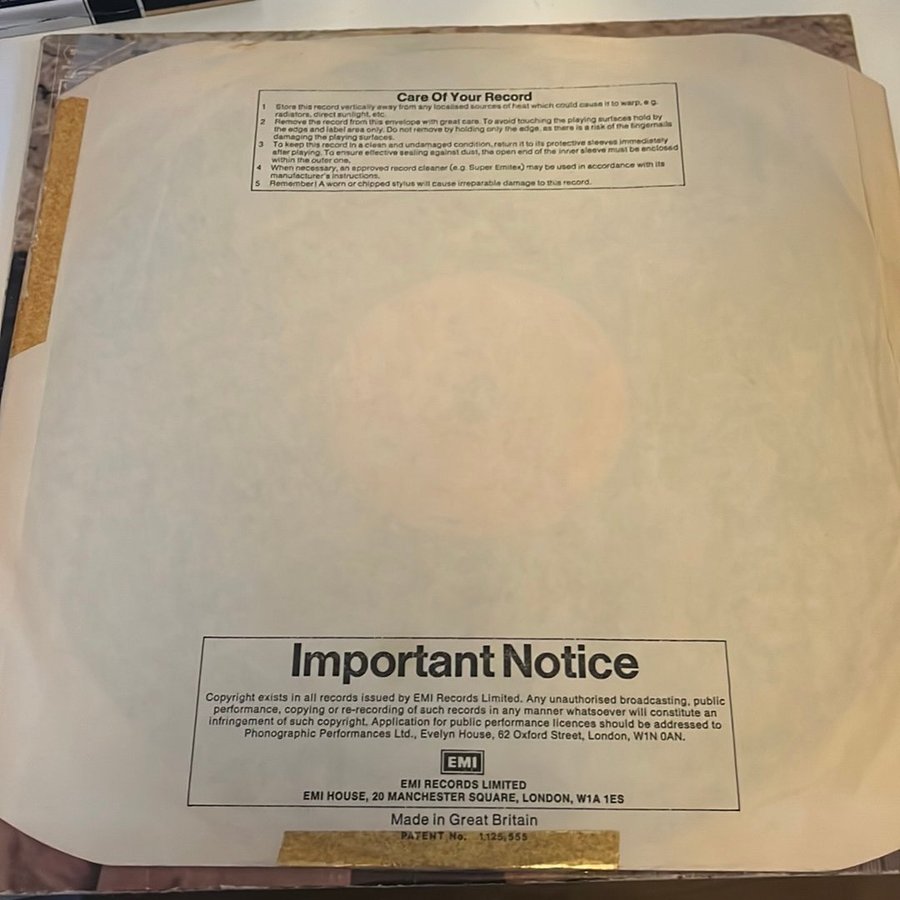 Care Of Your Record
1 Store this record vertically away from any localised sources of heat which could cause it to warp, e.g.
radiators, direct sunlight, etc.
2 Remove the record from this envelope with great care. To avoid touching the playing surfaces hold by
the edge and label area only. Do not remove by holding only the edge, as there is a risk of the fingernails
damaging the playing surfaces.
3 To keep this record in a clean and undamaged condition, return it to its protective sleeves immediately
after playing. To ensure effective sealing against dust, the open end of the inner sleeve must be enclosed
within the outer one.
4 When necessary, an approved record cleaner (e.g. Super Emitex) may be used in accordance with its
manufacturer's instructions.
5 Remember! A worn or chipped stylus will cause irreparable damage to this record.
Important Notice
Copyright exists in all records issued by EMI Records Limited. Any unauthorised broadcasting, public
performance, copying or re-recording of such records in any manner whatsoever will constitute an
infringement of such copyright. Application for public performance licences should be addressed to
Phonographic Performances Ltd., Evelyn House, 62 Oxford Street, London, W1N 0AN.
EMI
EMI RECORDS LIMITED
EMI HOUSE, 20 MANCHESTER SQUARE, LONDON, W1A 1ES
Made in Great Britain
PATENT No. 1,125,555